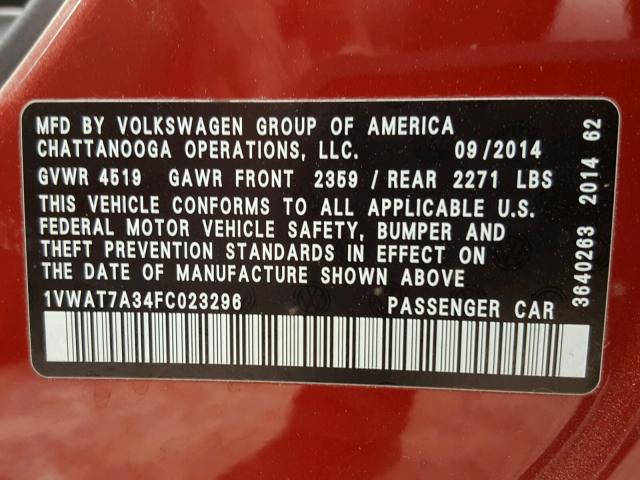 MFD BY VOLKSWAGEN GROUP OF AMERICA
CHATTANOOGA OPERATIONS, LLC. 09/2014
GVWR 4519 GAWR FRONT 2359 / REAR 2271 LBS
THIS VEHICLE CONFORMS TO ALL APPLICABLE U.S.
FEDERAL MOTOR VEHICLE SAFETY, BUMPER AND
THEFT PREVENTION STANDARDS IN EFFECT ON
THE DATE OF MANUFACTURE SHOWN ABOVE
1VWAT7A34FC023296 PASSENGER CAR
3640263 2014 62